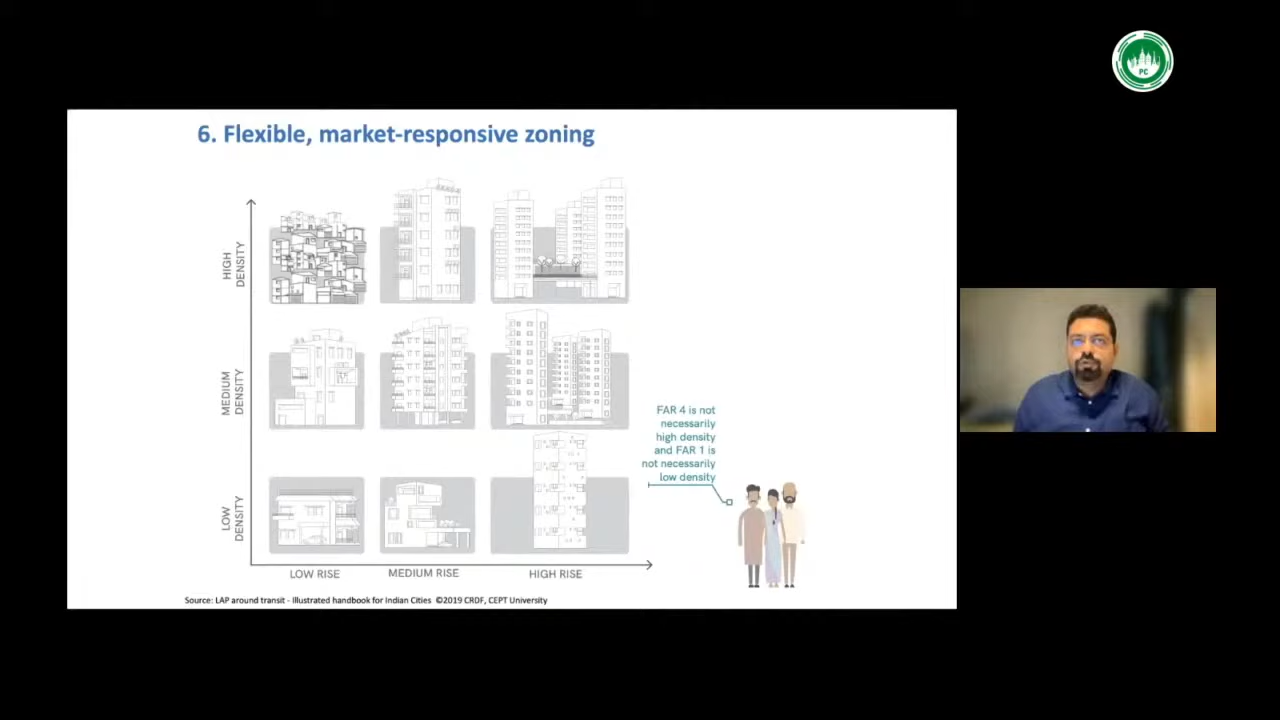 PC
6. Flexible, market-responsive zoning
HIGH
DENSITY
MEDIUM
DENSITY
LOW
DENSITY
FAR 4 is not
necessarily
high density
and FAR 1 is
not necessarily
low density
LOW RISE
MEDIUM RISE
HIGH RISE
Source: LAP around transit - Illustrated handbook for Indian Cities ©2019 CRDF, CEPT University